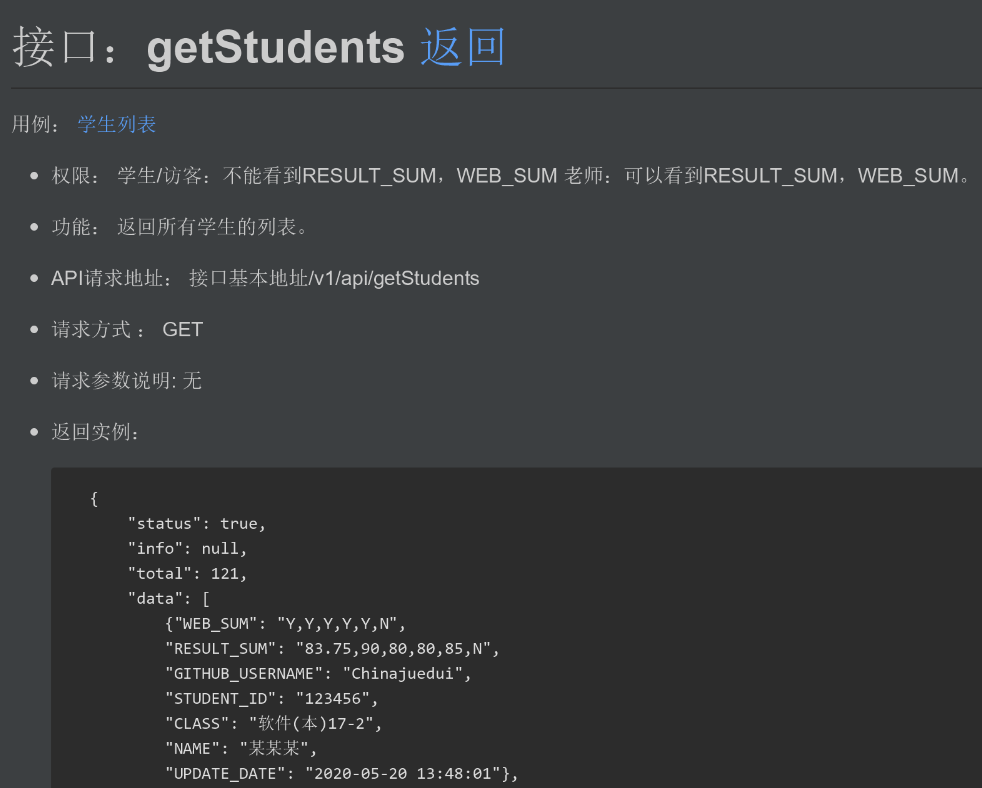 接口：getStudents 返回
用例： 学生列表
• 权限： 学生/访客：不能看到RESULT_SUM，WEB_SUM 老师：可以看到RESULT_SUM，WEB_SUM。
• 功能： 返回所有学生的列表。
• API请求地址： 接口基本地址/v1/api/getStudents
• 请求方式 ： GET
• 请求参数说明: 无
• 返回实例：
{
"status": true,
"info": null,
"total": 121,
"data": [
{"WEB_SUM": "Y,Y,Y,Y,Y,N",
"RESULT_SUM": "83.75,90,80,80,85,N",
"GITHUB_USERNAME": "Chinajuedui",
"STUDENT_ID": "123456",
"CLASS": "软件(本)17-2",
"NAME": "某某某",
"UPDATE_DATE": "2020-05-20 13:48:01"},